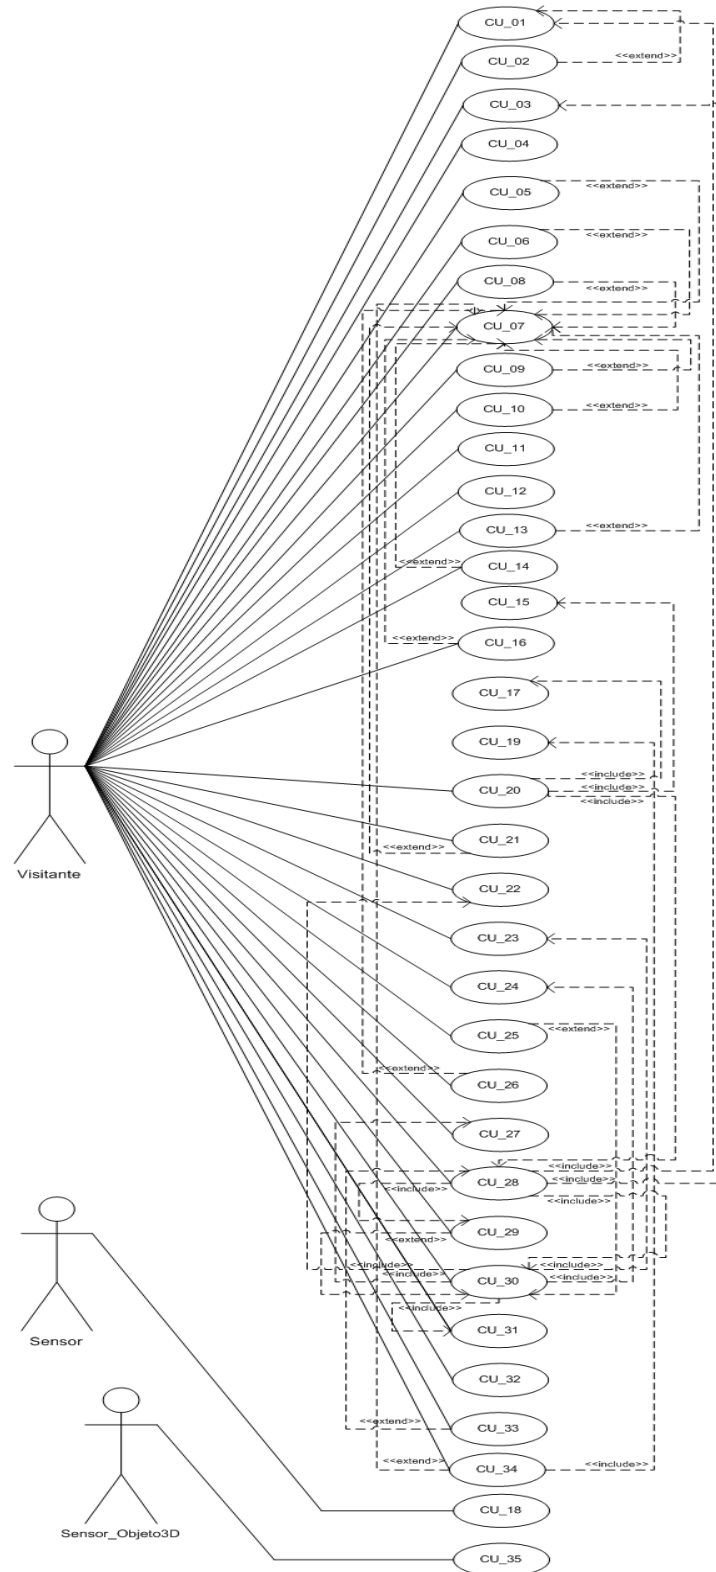 CU_01
CU_02
<<extend>>
CU_03
CU_04
CU_05
<<extend>>
CU_06
<<extend>>
CU_08
<<extend>>
CU_07
CU_09
<<extend>>
CU_10
<<extend>>
CU_11
CU_12
CU_13
<<extend>>
CU_14
<<extend>>
CU_15
CU_16
<<extend>>
CU_17
CU_19
<<include>>
CU_20
<<include>>
<<include>>
CU_21
<<extend>>
Visitante
CU_22
CU_23
CU_24
CU_25
<<extend>>
<<extend>>
CU_26
CU_27
<<include>>
CU_28
<<include>>
<<include>>
<<include>>
CU_29
<<extend>>
<<include>>
<<include>>
CU_30
<<include>>
<<include>>
<<include>>
CU_31
Sensor
CU_32
<<extend>>
CU_33
<<extend>>
CU_34
<<include>>
CU_18
Sensor_Objeto3D
CU_35